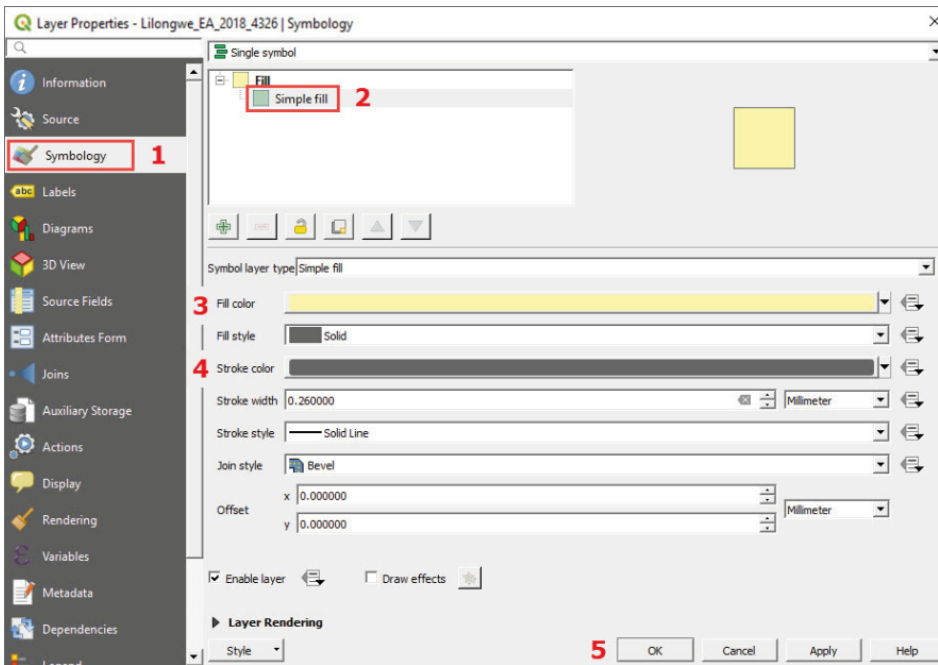 Layer Properties - Lilongwe_EA_2018_4326 | Symbology
Single symbol
Information
Source
Symbology 1
Labels
Diagrams
3D View
Source Fields
Attributes Form
Joins
Auxiliary Storage
Actions
Display
Rendering
Variables
Metadata
Dependencies
Legend
abc
Fill
Simple fill 2
Symbol layer type Simple fill
3 Fill color
Fill style Solid
4 Stroke color
Stroke width 0.260000 Millimeter
Stroke style Solid Line
Join style Bevel
Offset x 0.000000 Millimeter
y 0.000000
Enable layer Draw effects
Layer Rendering
Style 5 OK Cancel Apply Help